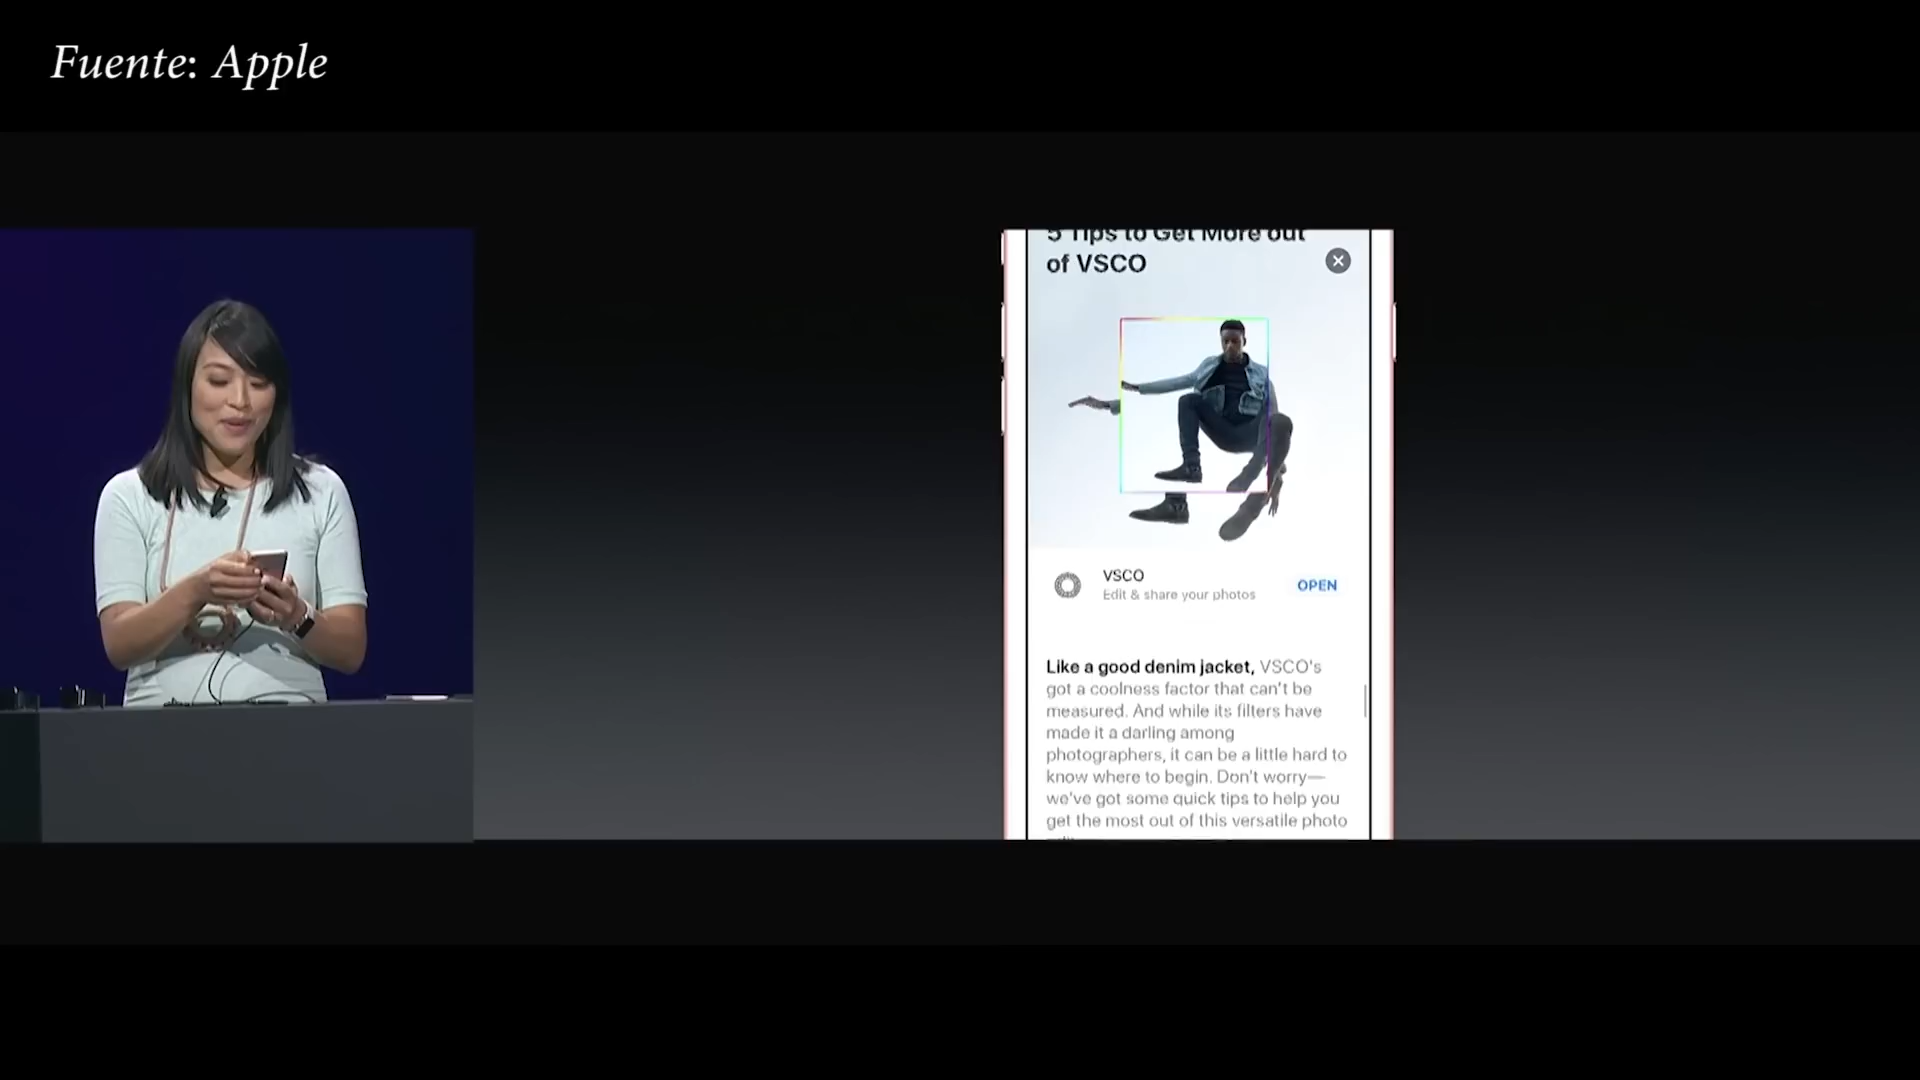 Fuente: Apple
5 Tips to Get More out
of VSCO
VSCO
Edit & share your photos
OPEN
Like a good denim jacket, VSCO's
got a coolness factor that can't be
measured. And while its filters have
made it a darling among
photographers, it can be a little hard to
know where to begin. Don't worry—
we've got some quick tips to help you
get the most out of this versatile photo